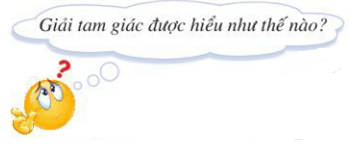 Giải tam giác được hiểu như thế nào?
?